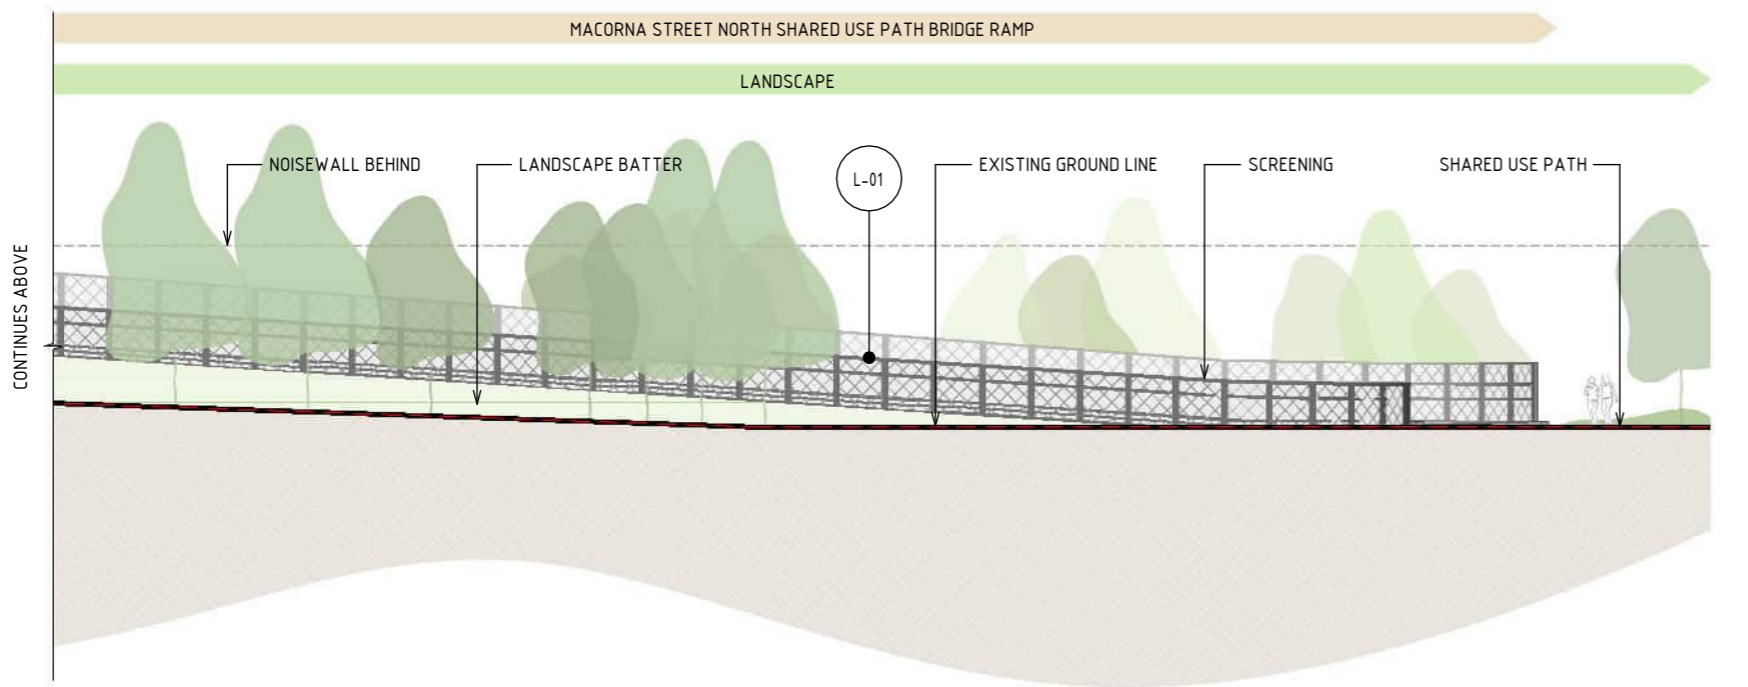 MACORNA STREET NORTH SHARED USE PATH BRIDGE RAMP
LANDSCAPE
NOISEWALL BEHIND
LANDSCAPE BATTER
L-01
EXISTING GROUND LINE
SCREENING
SHARED USE PATH
CONTINUES ABOVE